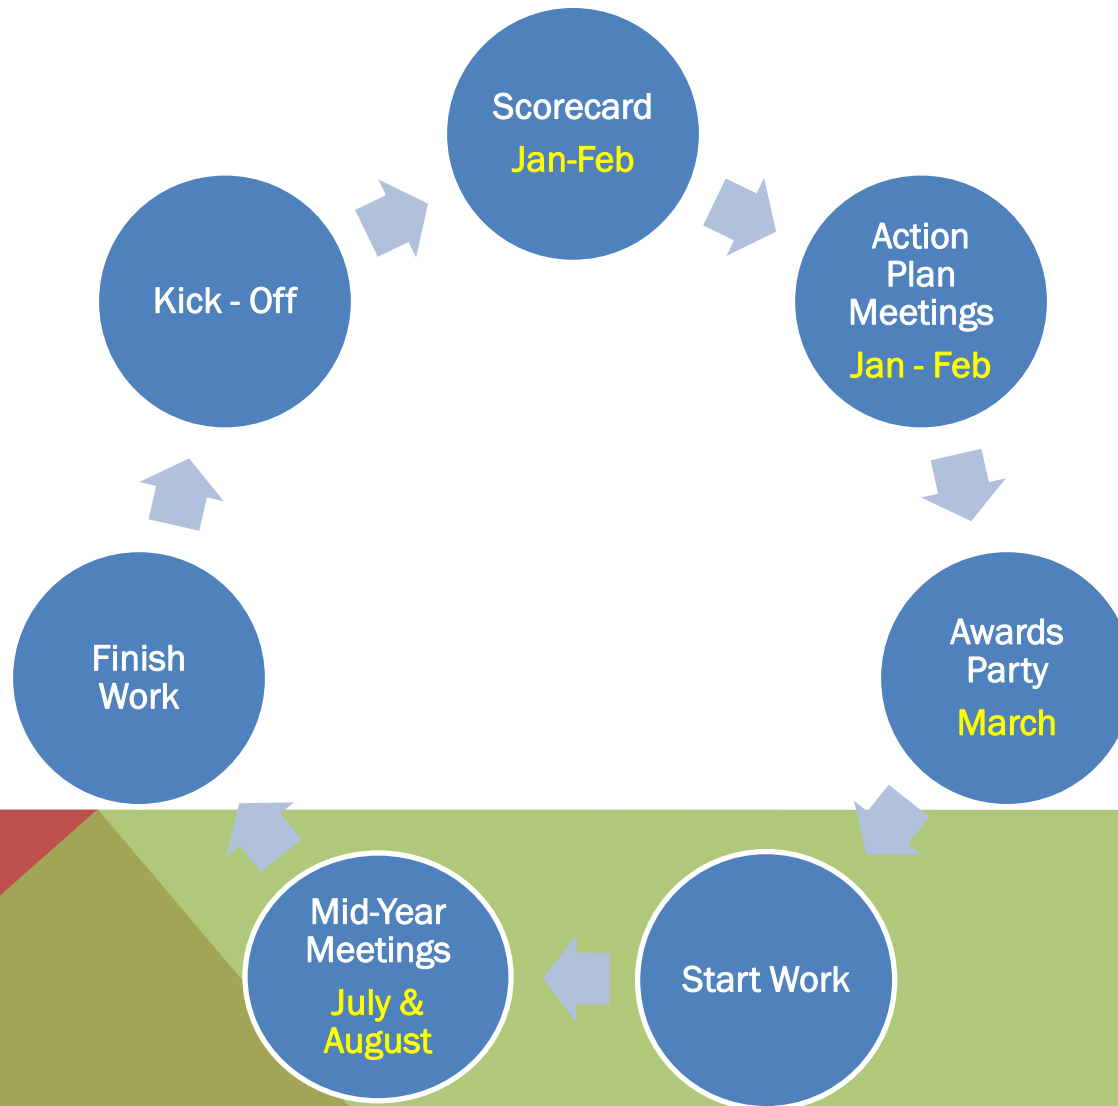 Scorecard
Jan-Feb
Action
Plan
Meetings
Jan - Feb
Awards
Party
March
Start Work
Mid-Year
Meetings
July &
August
Finish
Work
Kick - Off